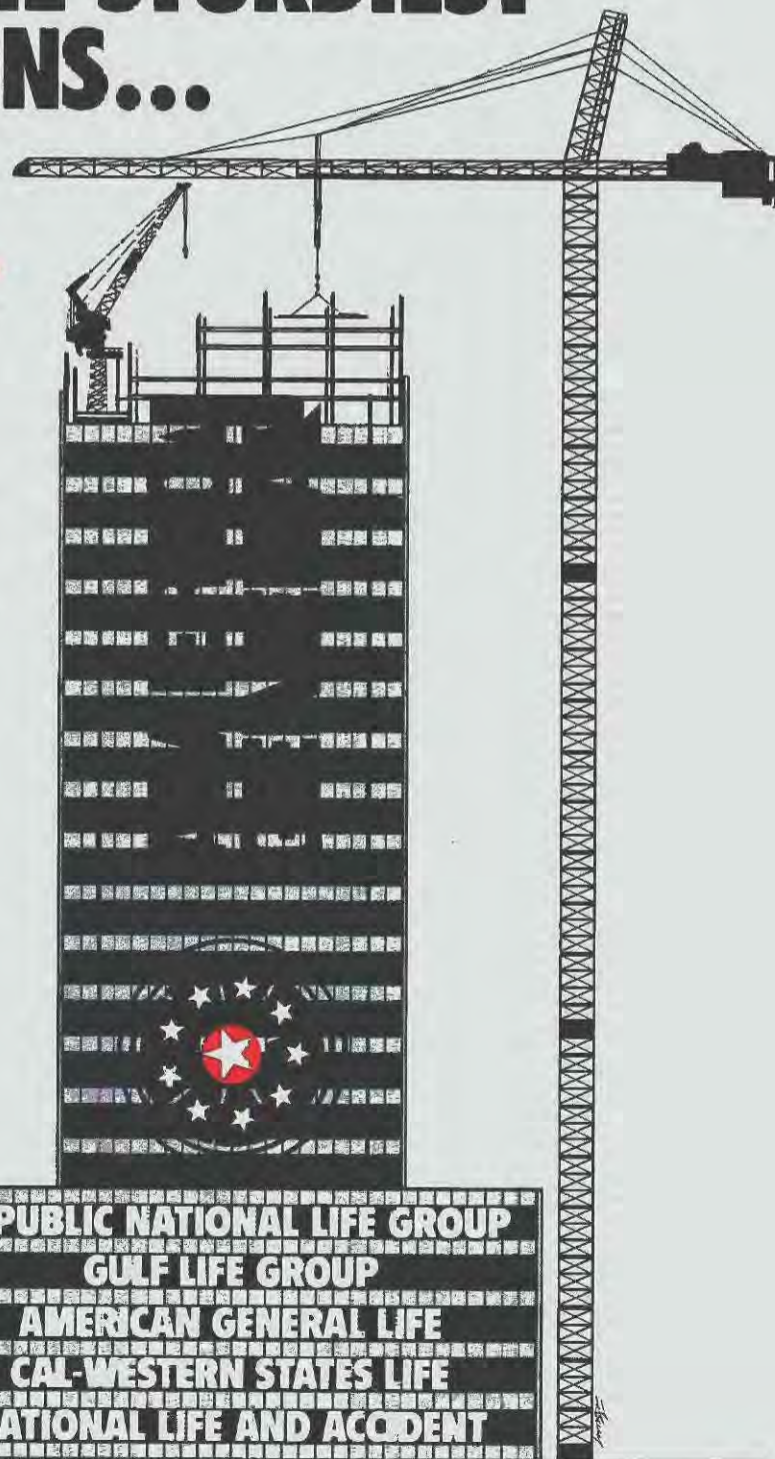 STURDIEST
NS...
PUBLIC NATIONAL LIFE GROUP
GULF LIFE GROUP
AMERICAN GENERAL LIFE
CAL-WESTERN STATES LIFE
ATIONAL LIFE AND ACCIDENT